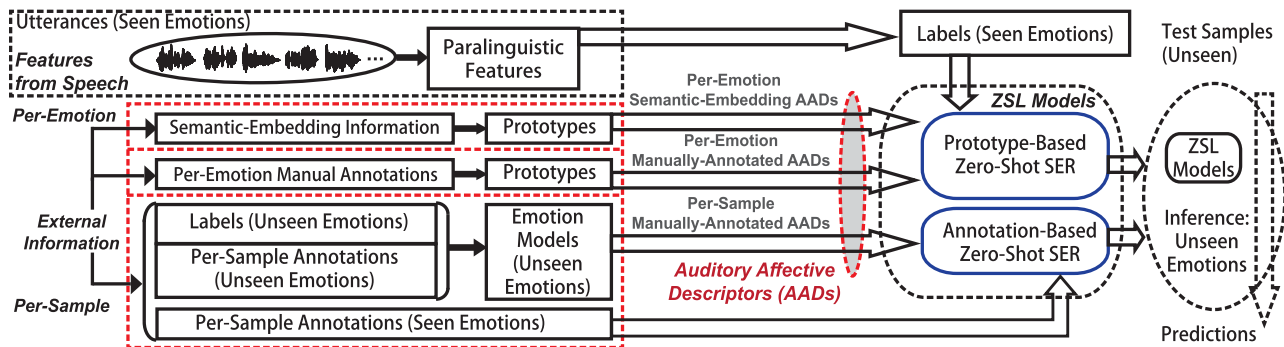 Utterances (Seen Emotions)
Features
from Speech
...
Paralinguistic
Features
Labels (Seen Emotions)
Test Samples
(Unseen)
Per-Emotion
Semantic-Embedding Information
Prototypes
Per-Emotion
Semantic-Embedding AADs
Per-Emotion Manual Annotations
Prototypes
Per-Emotion
Manually-Annotated AADs
External
Information
Labels (Unseen Emotions)
Per-Sample Annotations
(Unseen Emotions)
Emotion
Models
(Unseen
Emotions)
Per-Sample
Manually-Annotated AADs
Auditory Affective
Descriptors (AADs)
Per-Sample
Per-Sample Annotations (Seen Emotions)
ZSL Models
Prototype-Based
Zero-Shot SER
Annotation-Based
Zero-Shot SER
ZSL
Models
Inference:
Unseen
Emotions
Predictions